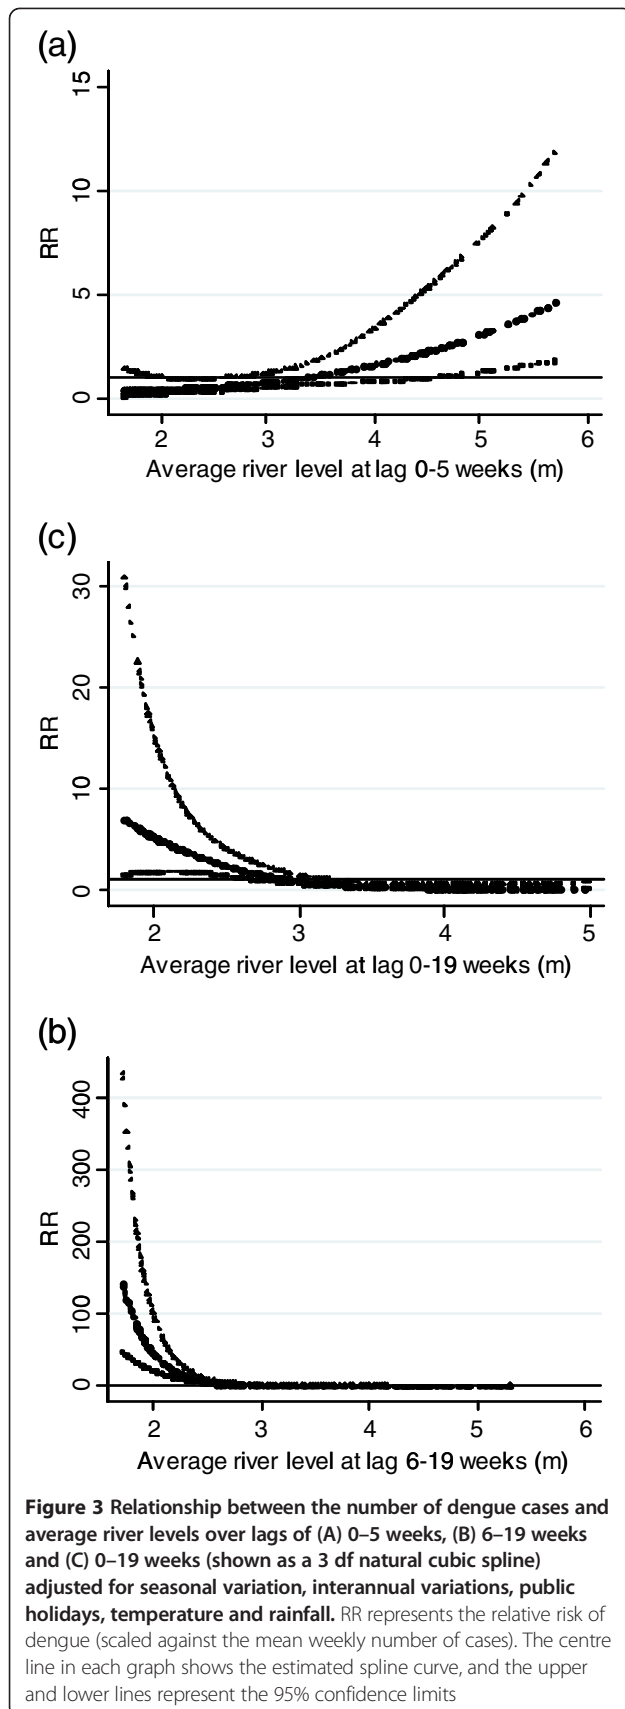 (a)
15
10
5
0
RR
2 3 4 5 6
Average river level at lag 0-5 weeks (m)
(c)
30
20
10
0
RR
2 3 4 5
Average river level at lag 0-19 weeks (m)
(b)
400
300
200
100
0
RR
2 3 4 5 6
Average river level at lag 6-19 weeks (m)
Figure 3 Relationship between the number of dengue cases and
average river levels over lags of (A) 0–5 weeks, (B) 6–19 weeks
and (C) 0–19 weeks (shown as a 3 df natural cubic spline)
adjusted for seasonal variation, interannual variations, public
holidays, temperature and rainfall. RR represents the relative risk of
dengue (scaled against the mean weekly number of cases). The centre
line in each graph shows the estimated spline curve, and the upper
and lower lines represent the 95% confidence limits